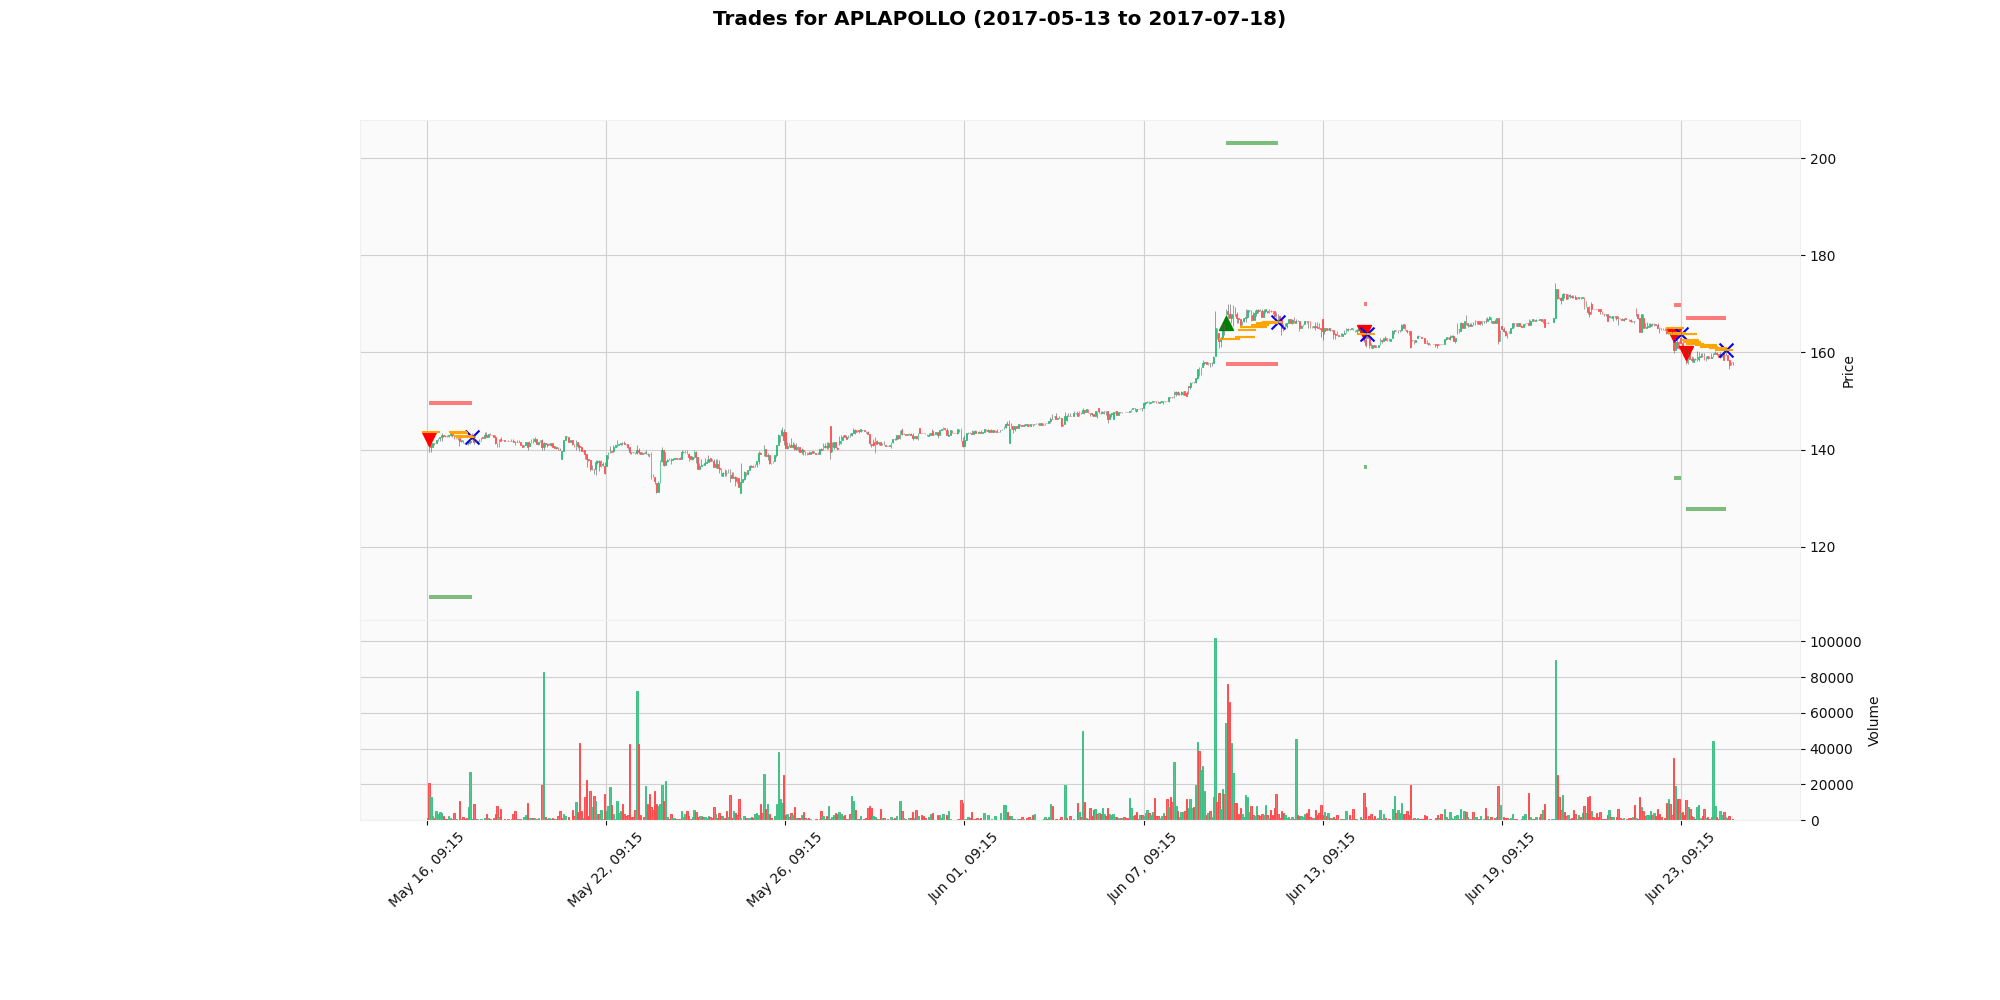 Trades for APLAPOLLO (2017-05-13 to 2017-07-18)
200
180
160
140
120
Price
100000
80000
60000
40000
20000
0
Volume
May 16, 09:15
May 22, 09:15
May 26, 09:15
Jun 01, 09:15
Jun 07, 09:15
Jun 13, 09:15
Jun 19, 09:15
Jun 23, 09:15